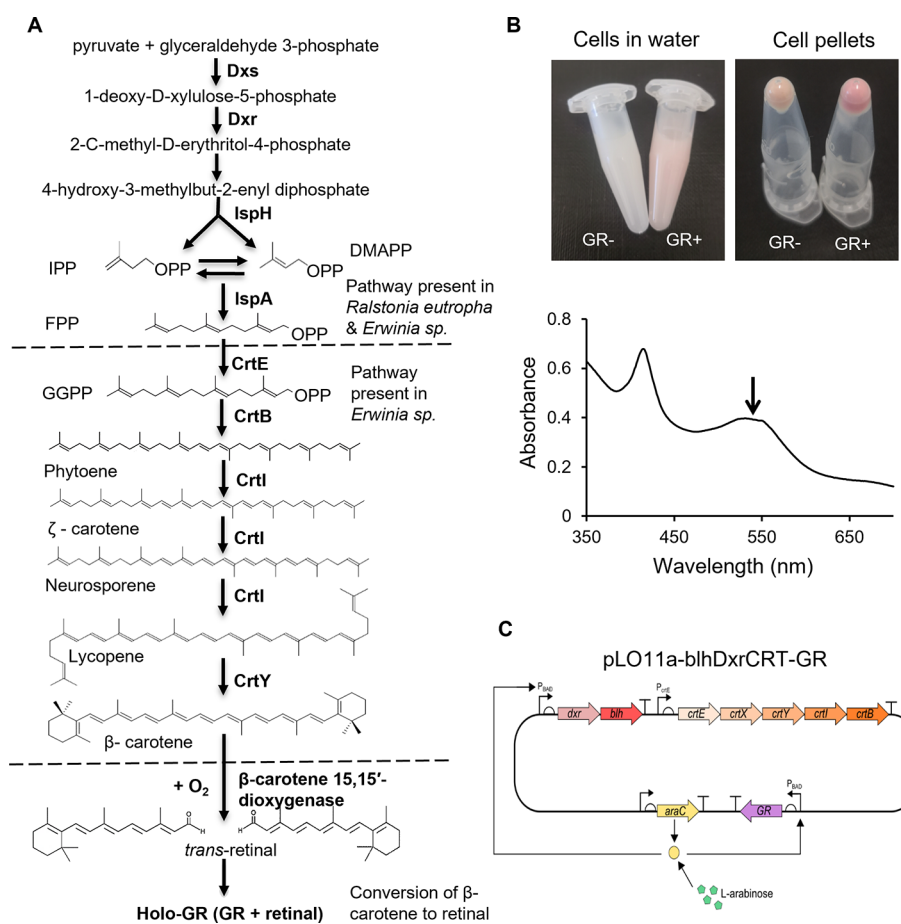 A
pyruvate + glyceraldehyde 3-phosphate
Dxs
1-deoxy-D-xylulose-5-phosphate
Dxr
2-C-methyl-D-erythritol-4-phosphate
4-hydroxy-3-methylbut-2-enyl diphosphate
IspH
IPP
OPP
OPP
DMAPP
IspA
Pathway present in
Ralstonia eutropha
& Erwinia sp.
FPP
OPP
CrtE
GGPP
OPP
Pathway
present in
Erwinia sp.
CrtB
Phytoene
CrtI
ζ - carotene
CrtI
Neurosporene
CrtI
Lycopene
CrtY
β- carotene
+ O2
β-carotene 15,15′-
dioxygenase
O
H
O
H
trans-retinal
Holo-GR (GR + retinal)
Conversion of β-
carotene to retinal
B
Cells in water
Cell pellets
GR-
GR+
GR-
GR+
Absorbance
0.8
0.6
0.4
0.2
0
350
450
550
650
Wavelength (nm)
C
pLO11a-blhDxrCRT-GR
PBAD
PcrtE
dxr
blh
crtE
crtX
crtY
crtI
crtB
PBAD
araC
GR
L-arabinose